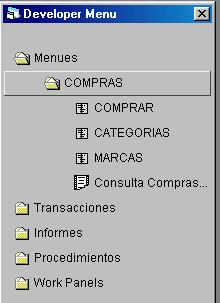 Developer Menu
Menues
COMPRAS
COMPRAR
CATEGORIAS
MARCAS
Consulta Compras...
Transacciones
Informes
Procedimientos
Work Panels